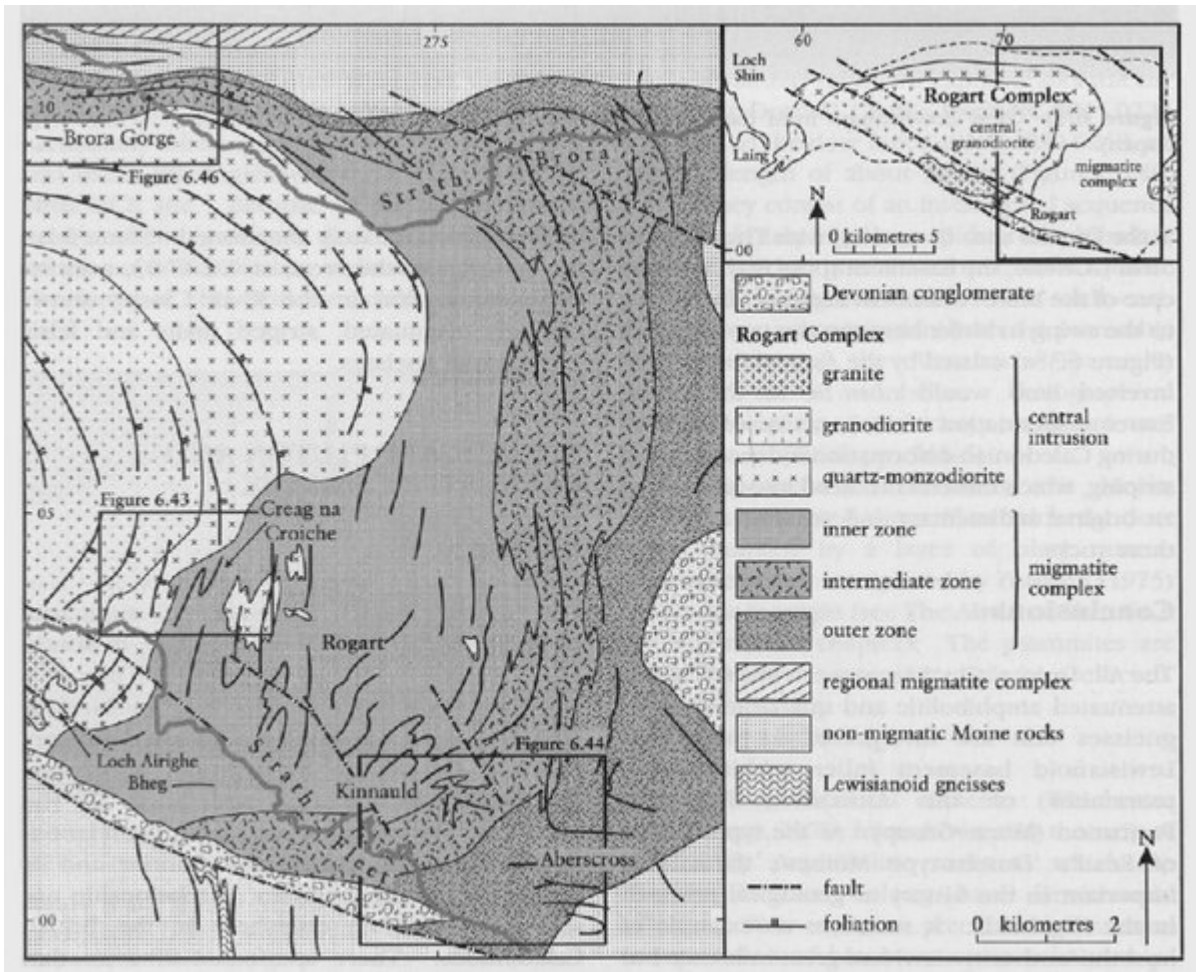 275
10
Brora Gorge
Figure 6.46
Strath
Brora
Figure 6.43
05
Creag na
Croiche
Rogart
Figure 6.44
Loch Airighe
Bheg
Strath
Fleet
Kinnauld
Aberscross
00
60
70
Loch
Shin
Rogart Complex
central
granodiorite
Lairg
migmatite
complex
N
Rogart
0 kilometres 5
00
Devonian conglomerate
Rogart Complex
granite
granodiorite
central
intrusion
quartz-monzodiorite
inner zone
intermediate zone
migmatite
complex
outer zone
regional migmatite complex
non-migmatic Moine rocks
Lewisianoid gneisses
N
fault
foliation
0 kilometres 2